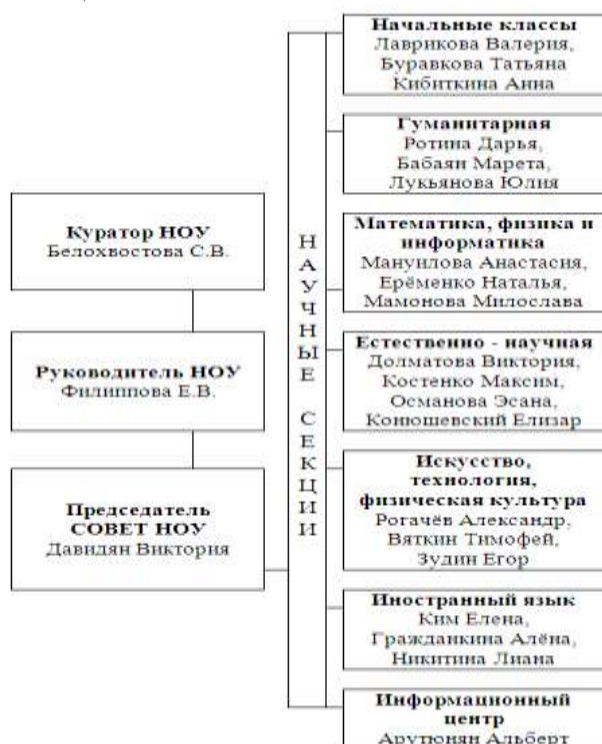 Куратор НОУ
Белохвостова С.В.
Руководитель НОУ
Филиппова Е.В.
Председатель
СОВЕТ НОУ
Давидян Виктория
НАУЧНЫЕ СЕКЦИИ
Начальные классы
Лаврикова Валерия,
Буравкова Татьяна
Кибиткина Анна
Гуманитарная
Ротина Дарья,
Бабаян Марета,
Лукьянова Юлия
Математика, физика и
информатика
Мануилова Анастасия,
Ерёменко Наталья,
Мамонова Милослава
Естественно - научная
Долматова Виктория,
Костенко Максим,
Османова Эсана,
Конюшевский Елизар
Искусство,
технология,
физическая культура
Рогачёв Александр,
Вяткин Тимофей,
Зудин Егор
Иностранный язык
Ким Елена,
Гражданкина Алёна,
Никитина Лиана
Информационный
центр
Арутюнян Альберт